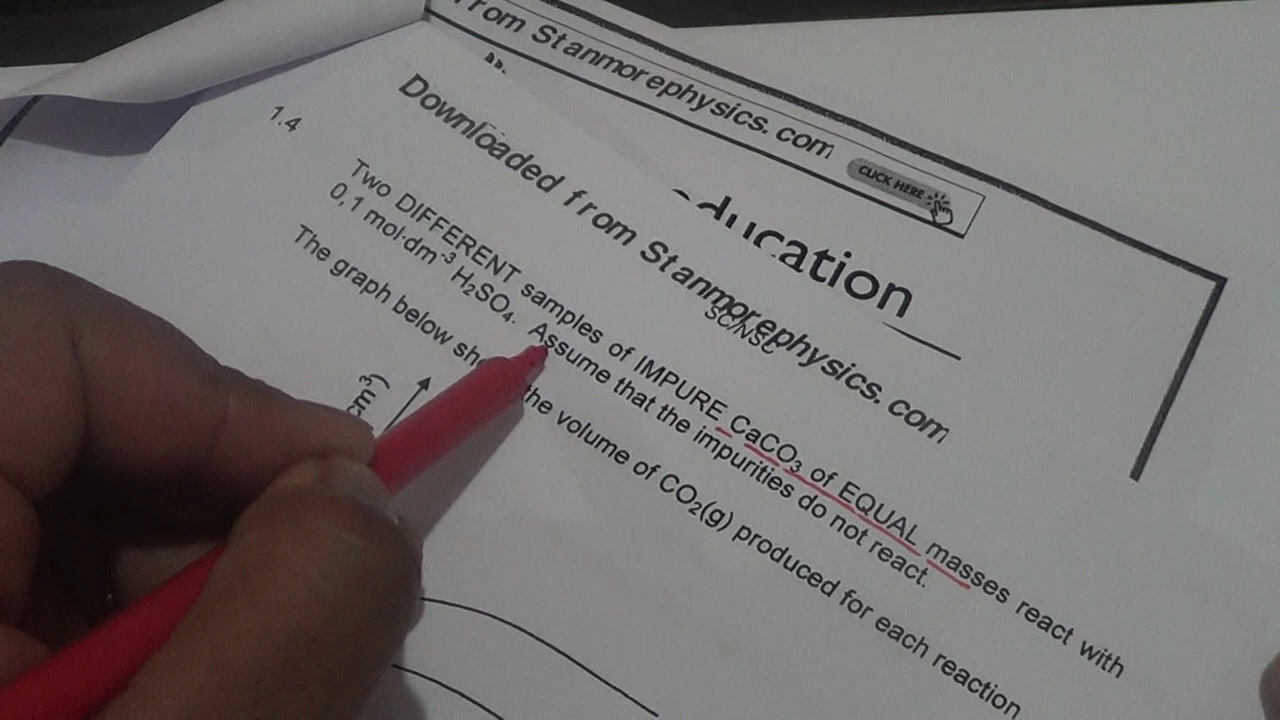 from Stanmorephysics.com
CLICK HERE
Downloaded from Stanmorephysics.com
SC/NSC
1.4
Two DIFFERENT samples of IMPURE CaCO₃ of EQUAL masses react with
0,1 mol·dm⁻³ H₂SO₄. Assume that the impurities do not react.
The graph below the volume of CO₂(g) produced for each reaction
cm³)